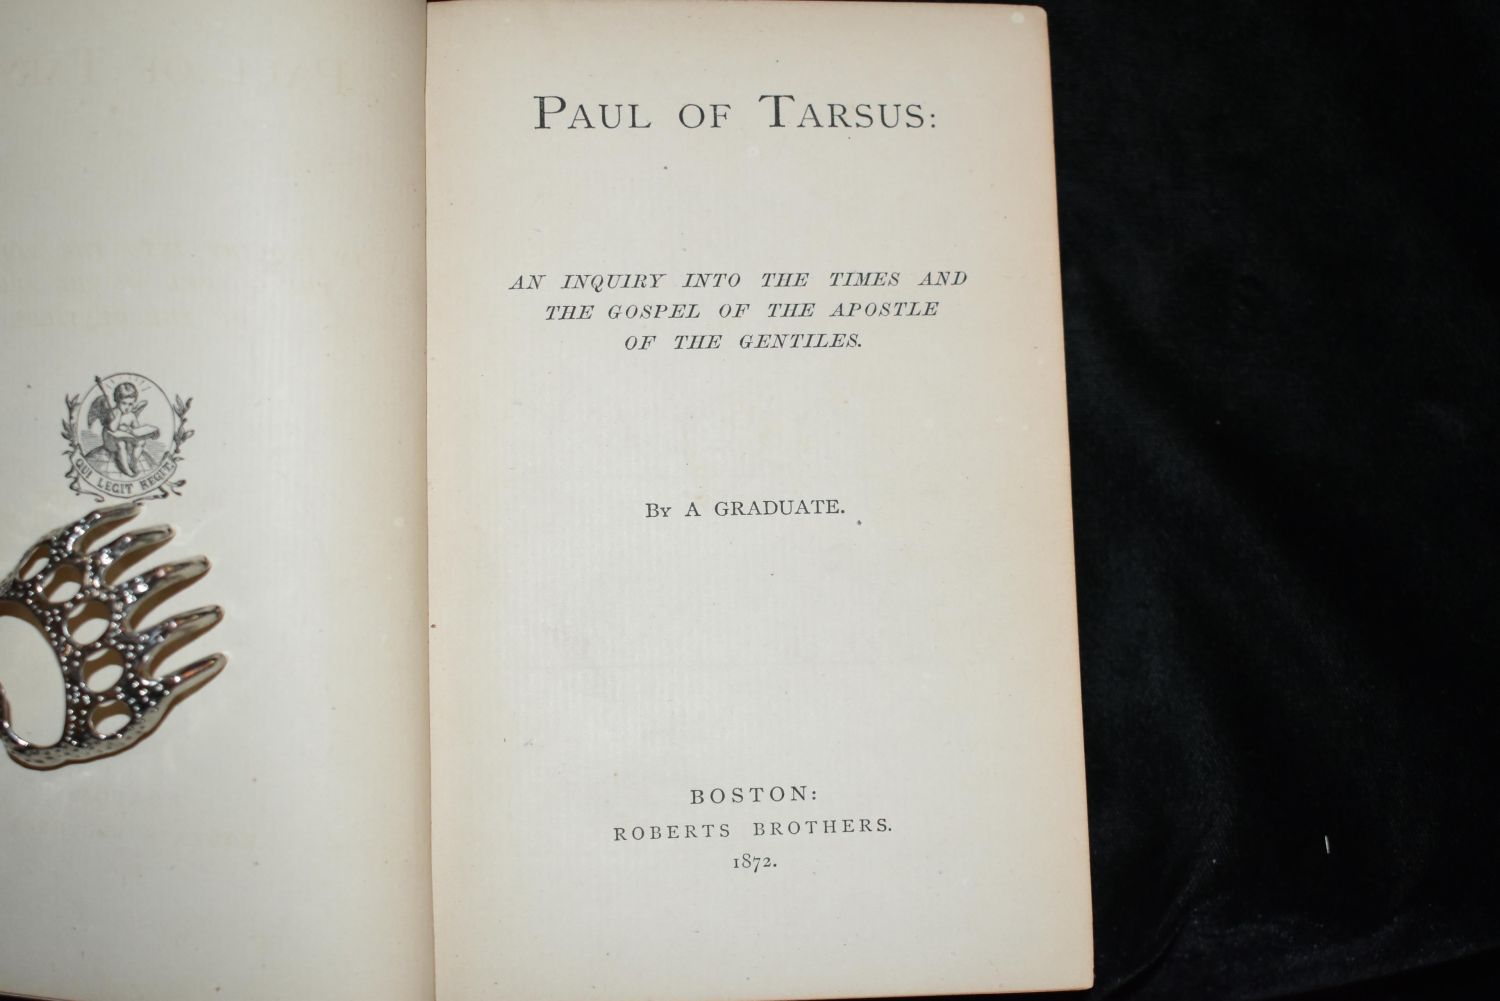 QUI LEGIT REGIT.
PAUL OF TARSUS:
AN INQUIRY INTO THE TIMES AND
THE GOSPEL OF THE APOSTLE
OF THE GENTILES.
BY A GRADUATE.
BOSTON:
ROBERTS BROTHERS.
1872.